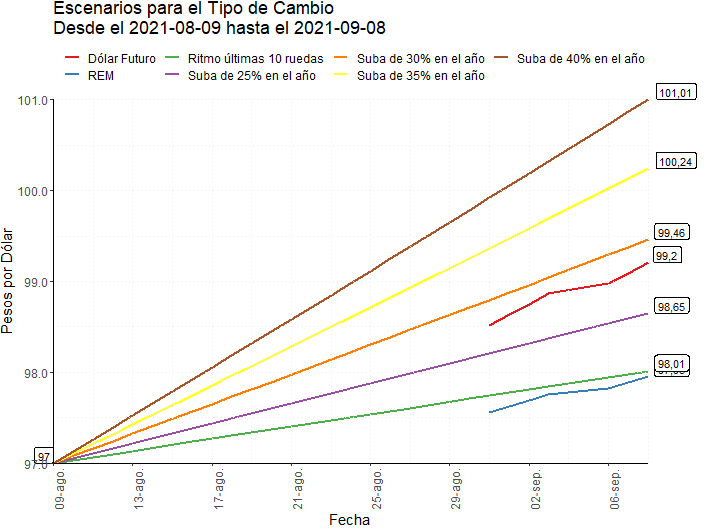 Escenarios para el Tipo de Cambio
Desde el 2021-08-09 hasta el 2021-09-08
Dólar Futuro
Ritmo últimas 10 ruedas
Suba de 30% en el año
Suba de 40% en el año
REM
Suba de 25% en el año
Suba de 35% en el año
Pesos por Dólar
101.0
100.0
99.0
98.0
97.0
97
101,01
100,24
99,46
99,2
98,65
98,01
09-ago.
13-ago.
17-ago.
21-ago.
25-ago.
29-ago.
02-sep.
06-sep.
Fecha